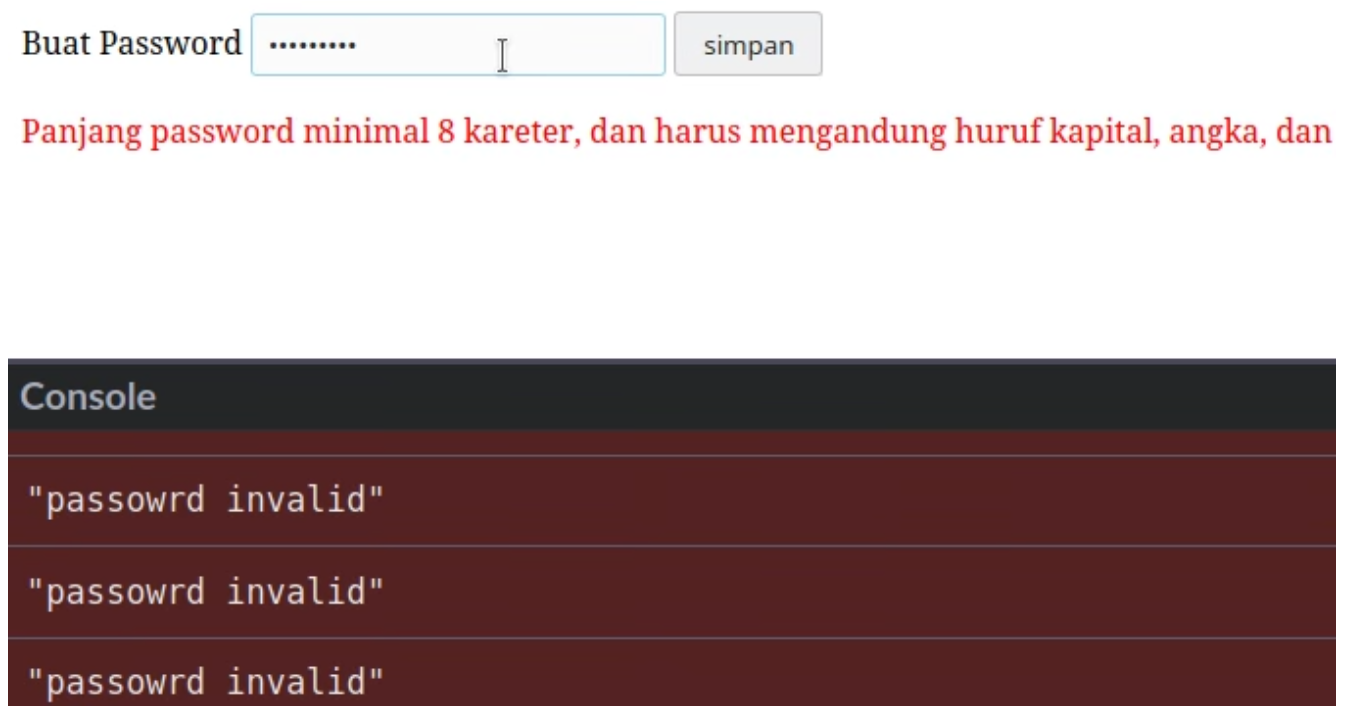 Buat Password ········· simpan
Panjang password minimal 8 kareter, dan harus mengandung huruf kapital, angka, dan
Console
"passowrd invalid"
"passowrd invalid"
"passowrd invalid"